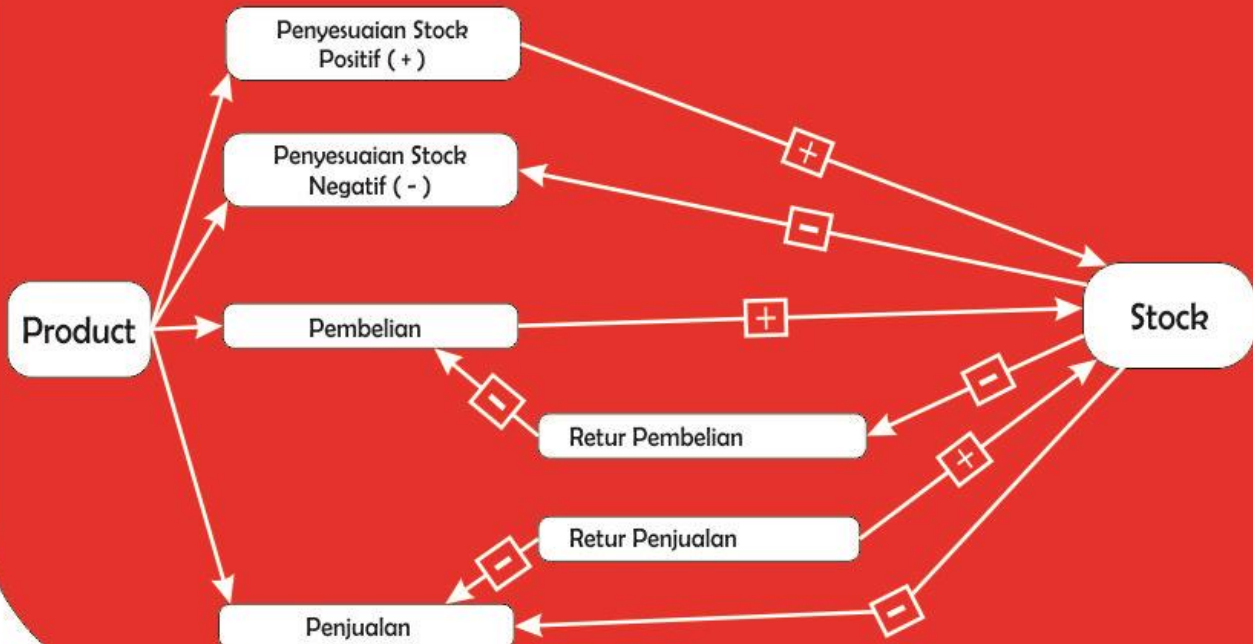 Penyesuaian Stock
Positif ( + )
+
Penyesuaian Stock
Negatif ( - )
-
Product
Pembelian
+
Stock
-
-
Retur Pembelian
+
Retur Penjualan
-
-
Penjualan